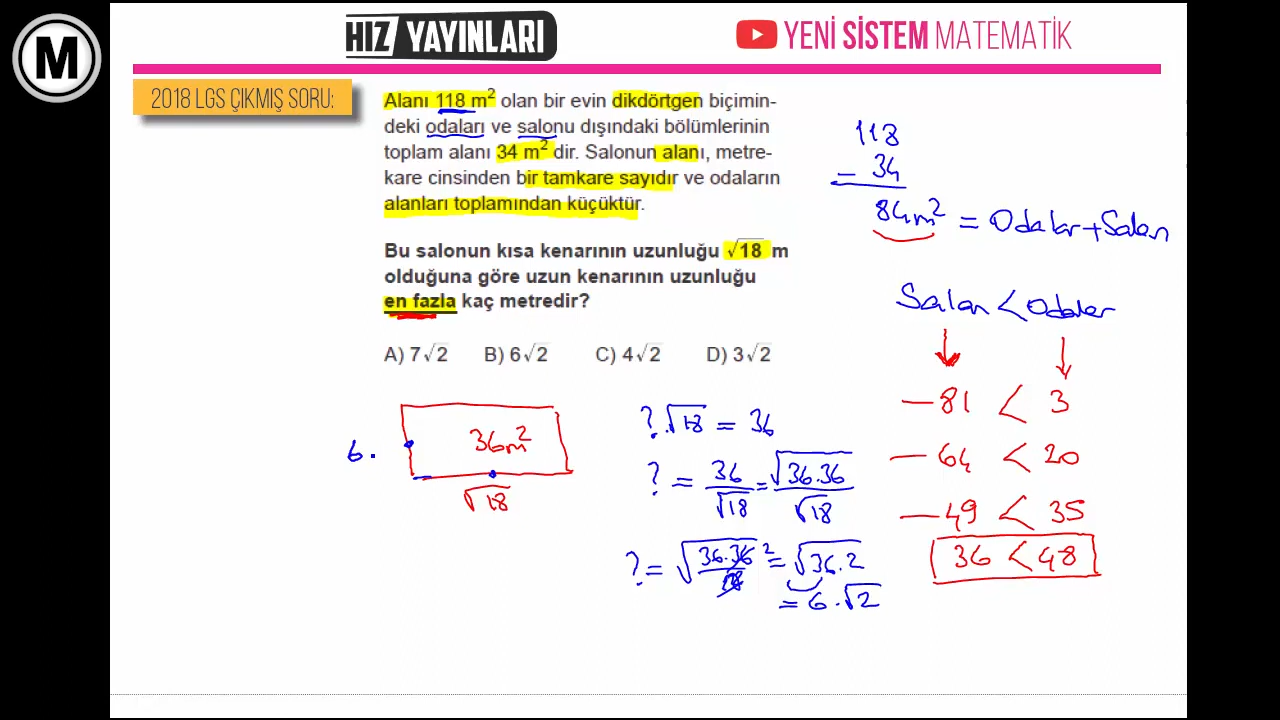 M
HIZ YAYINLARI
YENİ SİSTEM MATEMATİK
2018 LGS ÇIKMIŞ SORU:
Alanı 118 m² olan bir evin dikdörtgen biçimin-
deki odaları ve salonu dışındaki bölümlerinin
toplam alanı 34 m² dir. Salonun alanı, metre-
kare cinsinden bir tamkare sayıdır ve odaların
alanları toplamından küçüktür.
Bu salonun kısa kenarının uzunluğu √18 m
olduğuna göre uzun kenarının uzunluğu
en fazla kaç metredir?
A) 7√2 B) 6√2 C) 4√2 D) 3√2
118
- 34
84m² = Odalar+Salon
Salon < Odalar
- 81 < 3
- 64 < 20
- 49 < 35
36 < 48
6.
36m²
√18
?.√18 = 36
? = 36/√18 = √36.36/√18
? = √36.36/18 ² = √36.2
= 6.√2